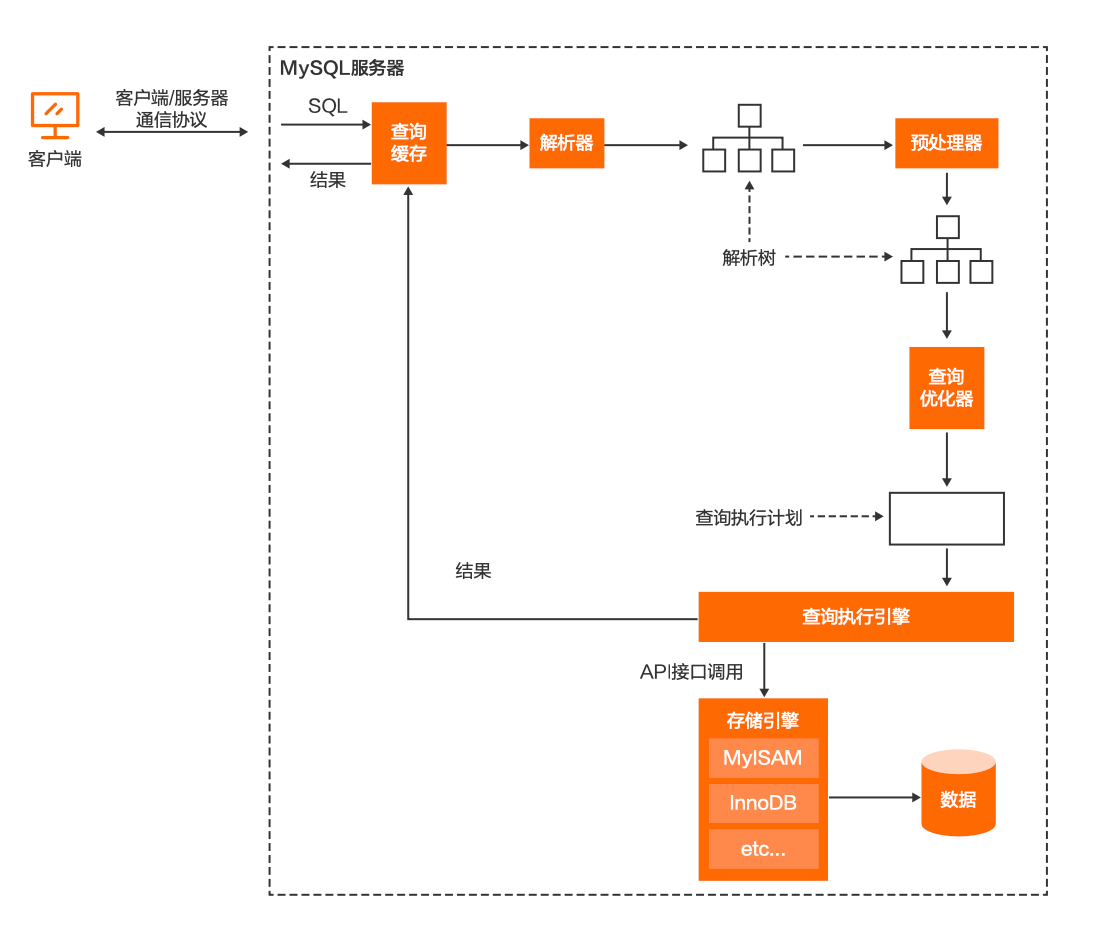 MySQL服务器
客户端/服务器
通信协议
客户端
SQL
结果
查询
缓存
解析器
预处理器
解析树
查询
优化器
查询执行计划
结果
查询执行引擎
API接口调用
存储引擎
MyISAM
InnoDB
etc...
数据